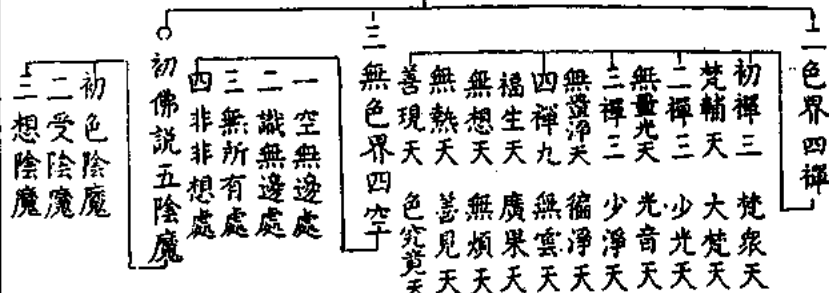 二色界四禪
初禪三 梵衆天
梵輔天 大梵天
二禪三 少光天
無量光天 光音天
三禪三 少淨天
無量淨天 徧淨天
四禪九 無雲天
福生天 廣果天
無想天 無煩天
無熱天 善見天
善現天 色究竟天
三無色界四空
一空無邊處
二識無邊處
三無所有處
四非非想處
初佛說五陰魔
初色陰魔
二受陰魔
三想陰魔